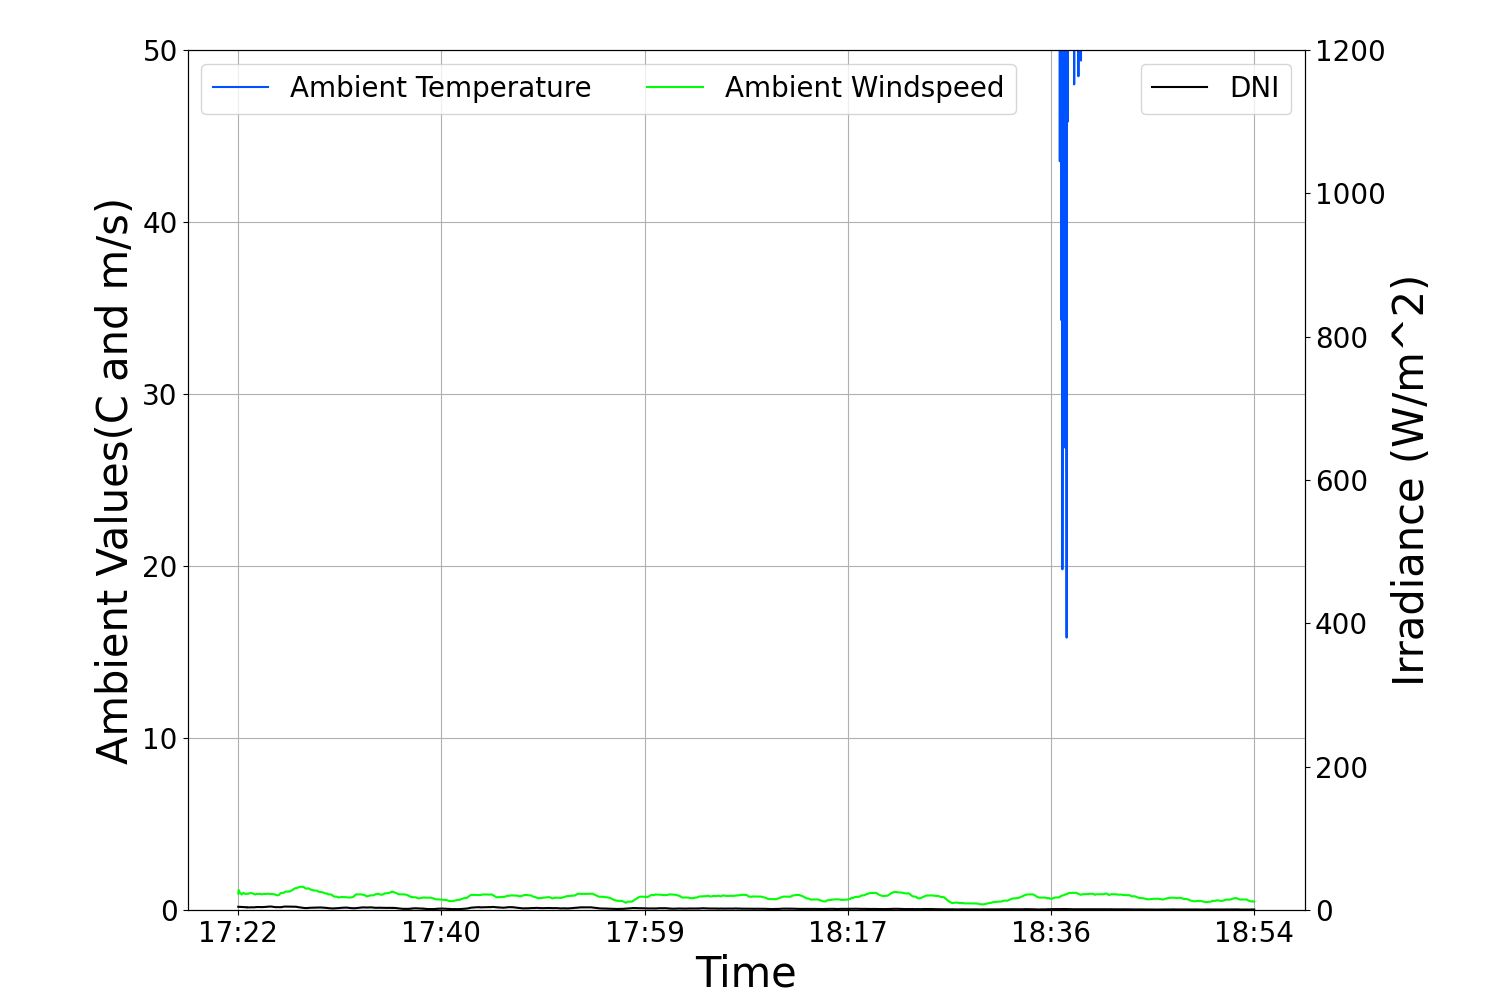 Ambient Temperature Ambient Windspeed DNI
50
40
30
20
10
0
Ambient Values(C and m/s)
1200
1000
800
600
400
200
0
Irradiance (W/m^2)
17:22 17:40 17:59 18:17 18:36 18:54
Time